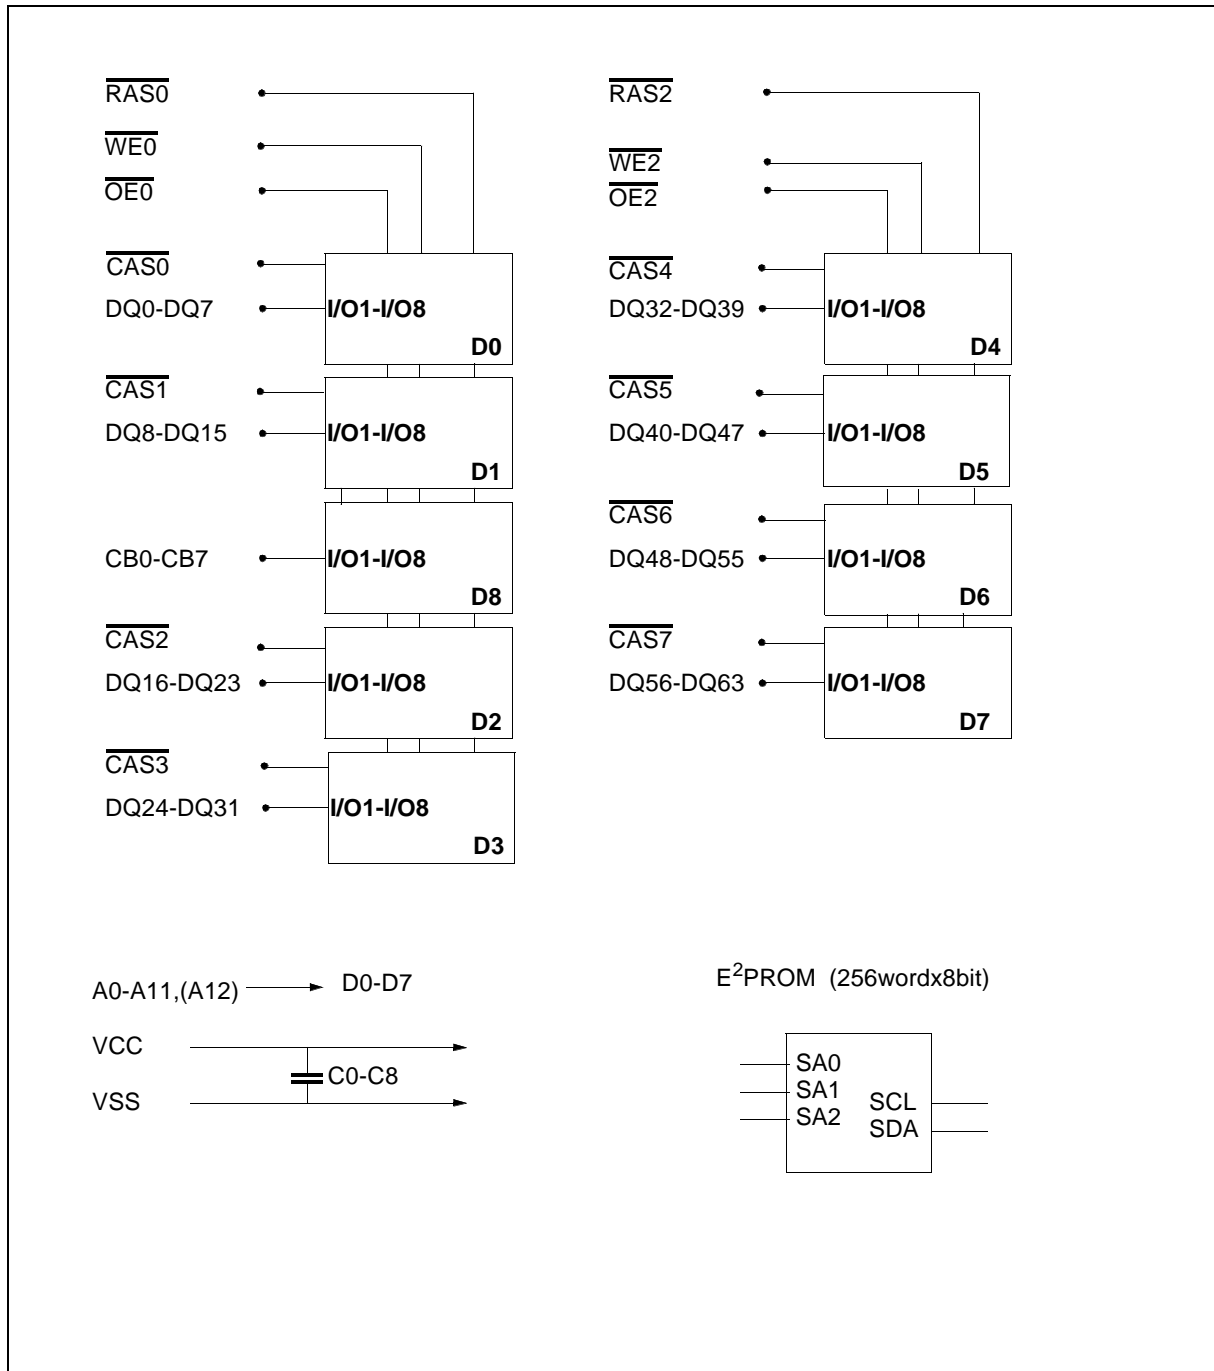 RAS0
WE0
OE0
CAS0
DQ0-DQ7
I/O1-I/O8
D0
CAS1
DQ8-DQ15
I/O1-I/O8
D1
CB0-CB7
I/O1-I/O8
D8
CAS2
DQ16-DQ23
I/O1-I/O8
D2
CAS3
DQ24-DQ31
I/O1-I/O8
D3
RAS2
WE2
OE2
CAS4
DQ32-DQ39
I/O1-I/O8
D4
CAS5
DQ40-DQ47
I/O1-I/O8
D5
CAS6
DQ48-DQ55
I/O1-I/O8
D6
CAS7
DQ56-DQ63
I/O1-I/O8
D7
A0-A11,(A12)
D0-D7
VCC
C0-C8
VSS
E²PROM (256wordx8bit)
SA0
SA1
SA2
SCL
SDA